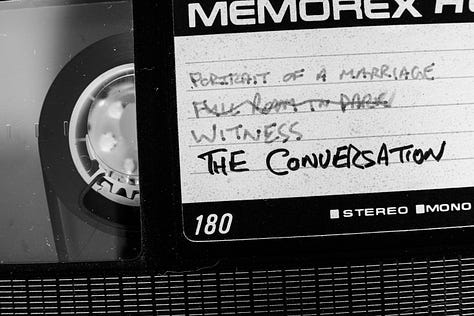 MEMOREX H
PORTRAIT OF A MARRIAGE
WITNESS
THE CONVERSATION
180 STEREO MONO